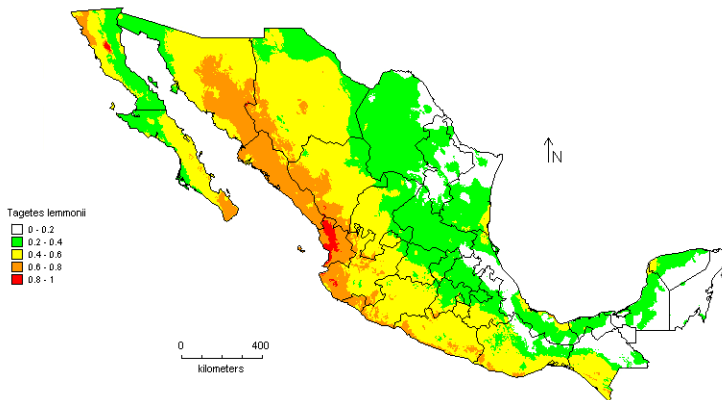 N
Tagetes lemmonii
0 - 0.2
0.2 - 0.4
0.4 - 0.6
0.6 - 0.8
0.8 - 1
0 400
kilometers